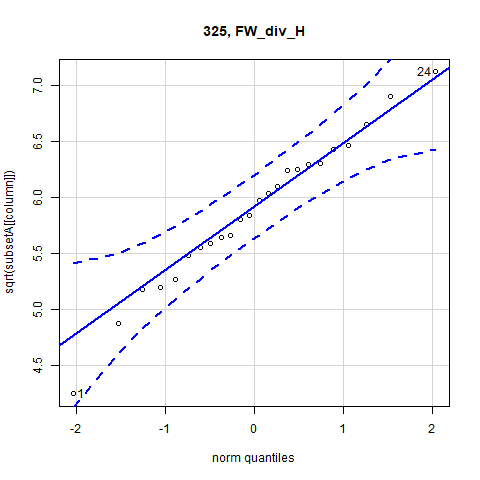 325, FW_div_H
sqrt(subsetA[[column]])
7.0
6.5
6.0
5.5
5.0
4.5
24
1
-2 -1 0 1 2
norm quantiles